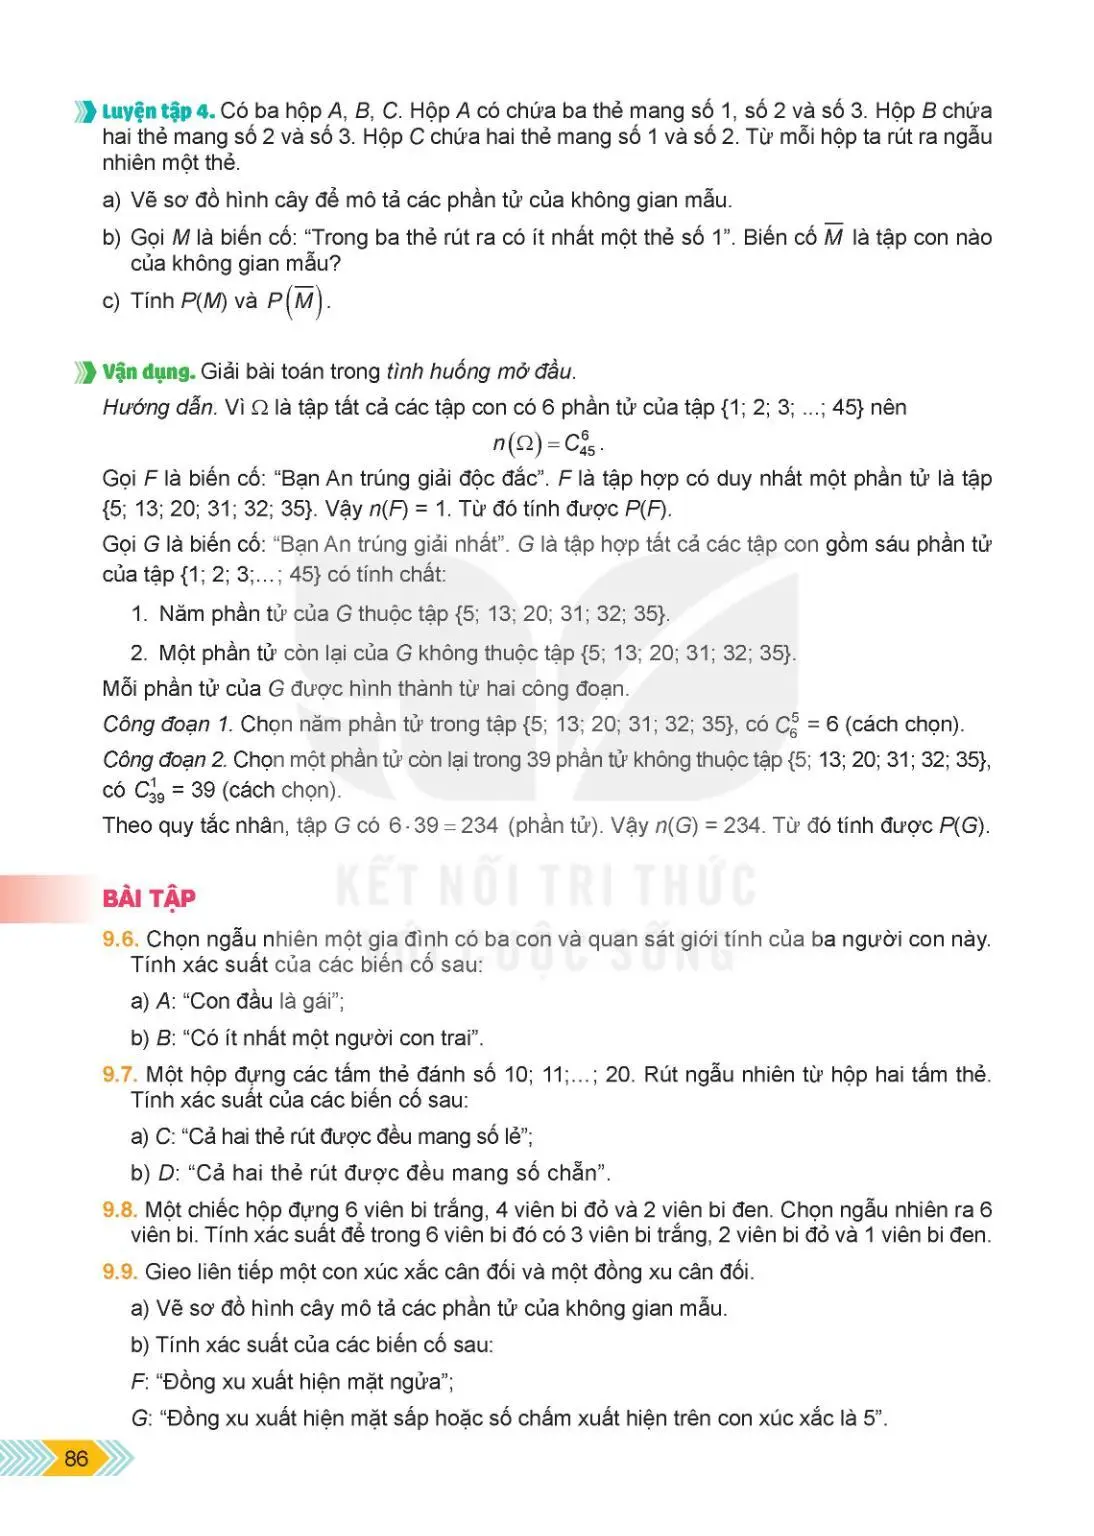 Luyện tập 4. Có ba hộp A, B, C. Hộp A có chứa ba thẻ mang số 1, số 2 và số 3. Hộp B chứa
hai thẻ mang số 2 và số 3. Hộp C chứa hai thẻ mang số 1 và số 2. Từ mỗi hộp ta rút ra ngẫu
nhiên một thẻ.
a) Vẽ sơ đồ hình cây để mô tả các phần tử của không gian mẫu.
b) Gọi M là biến cố: “Trong ba thẻ rút ra có ít nhất một thẻ số 1”. Biến cố M̅ là tập con nào
của không gian mẫu?
c) Tính P(M) và P(M̅).
Vận dụng. Giải bài toán trong tình huống mở đầu.
Hướng dẫn. Vì Ω là tập tất cả các tập con có 6 phần tử của tập {1; 2; 3; ...; 45} nên
n(Ω) = C₄₅⁶.
Gọi F là biến cố: “Bạn An trúng giải độc đắc”. F là tập hợp có duy nhất một phần tử là tập
{5; 13; 20; 31; 32; 35}. Vậy n(F) = 1. Từ đó tính được P(F).
Gọi G là biến cố: “Bạn An trúng giải nhất”. G là tập hợp tất cả các tập con gồm sáu phần tử
của tập {1; 2; 3;...; 45} có tính chất:
1. Năm phần tử của G thuộc tập {5; 13; 20; 31; 32; 35}.
2. Một phần tử còn lại của G không thuộc tập {5; 13; 20; 31; 32; 35}.
Mỗi phần tử của G được hình thành từ hai công đoạn.
Công đoạn 1. Chọn năm phần tử trong tập {5; 13; 20; 31; 32; 35}, có C₆⁵ = 6 (cách chọn).
Công đoạn 2. Chọn một phần tử còn lại trong 39 phần tử không thuộc tập {5; 13; 20; 31; 32; 35},
có C₃₉¹ = 39 (cách chọn).
Theo quy tắc nhân, tập G có 6·39 = 234 (phần tử). Vậy n(G) = 234. Từ đó tính được P(G).
KẾT NỐI TRI THỨC
VỚI CUỘC SỐNG
BÀI TẬP
9.6. Chọn ngẫu nhiên một gia đình có ba con và quan sát giới tính của ba người con này.
Tính xác suất của các biến cố sau:
a) A: “Con đầu là gái”;
b) B: “Có ít nhất một người con trai”.
9.7. Một hộp đựng các tấm thẻ đánh số 10; 11;...; 20. Rút ngẫu nhiên từ hộp hai tấm thẻ.
Tính xác suất của các biến cố sau:
a) C: “Cả hai thẻ rút được đều mang số lẻ”;
b) D: “Cả hai thẻ rút được đều mang số chẵn”.
9.8. Một chiếc hộp đựng 6 viên bi trắng, 4 viên bi đỏ và 2 viên bi đen. Chọn ngẫu nhiên ra 6
viên bi. Tính xác suất để trong 6 viên bi đó có 3 viên bi trắng, 2 viên bi đỏ và 1 viên bi đen.
9.9. Gieo liên tiếp một con xúc xắc cân đối và một đồng xu cân đối.
a) Vẽ sơ đồ hình cây mô tả các phần tử của không gian mẫu.
b) Tính xác suất của các biến cố sau:
F: “Đồng xu xuất hiện mặt ngửa”;
G: “Đồng xu xuất hiện mặt sấp hoặc số chấm xuất hiện trên con xúc xắc là 5”.
86